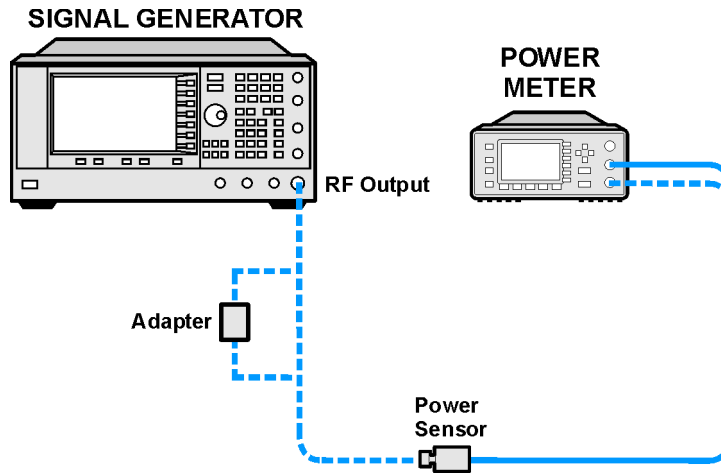 SIGNAL GENERATOR
POWER
METER
RF Output
Adapter
Power
Sensor